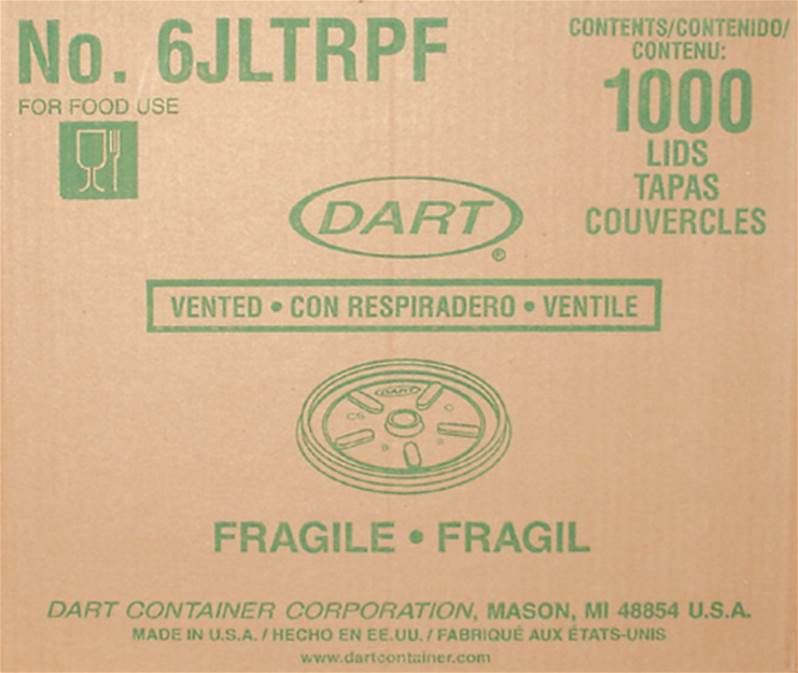 No. 6JLTRPF
FOR FOOD USE
CONTENTS/CONTENIDO/
CONTENU:
1000
LIDS
TAPAS
COUVERCLES
DART®
VENTED • CON RESPIRADERO • VENTILE
DART
FRAGILE • FRAGIL
DART CONTAINER CORPORATION, MASON, MI 48854 U.S.A.
MADE IN U.S.A. / HECHO EN EE.UU. / FABRIQUÉ AUX ÉTATS-UNIS
www.dartcontainer.com